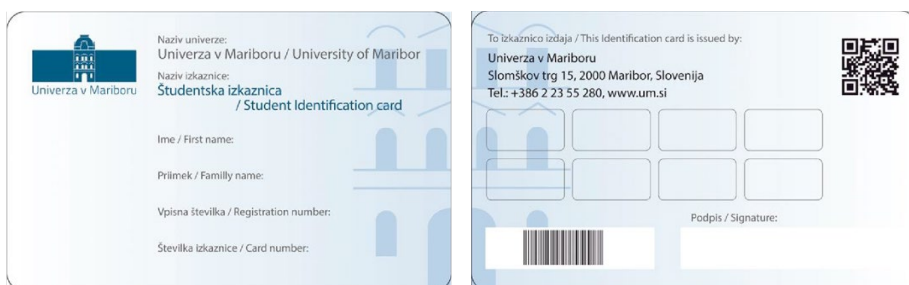 Univerza v Mariboru
Naziv univerze:
Univerza v Mariboru / University of Maribor
Naziv izkaznice:
Študentska izkaznica
/ Student Identification card
Ime / First name:
Priimek / Familly name:
Vpisna številka / Registration number:
Številka izkaznice / Card number:
To izkaznico izdaja / This Identification card is issued by:
Univerza v Mariboru
Slomškov trg 15, 2000 Maribor, Slovenija
Tel.: +386 2 23 55 280, www.um.si
Podpis / Signature: